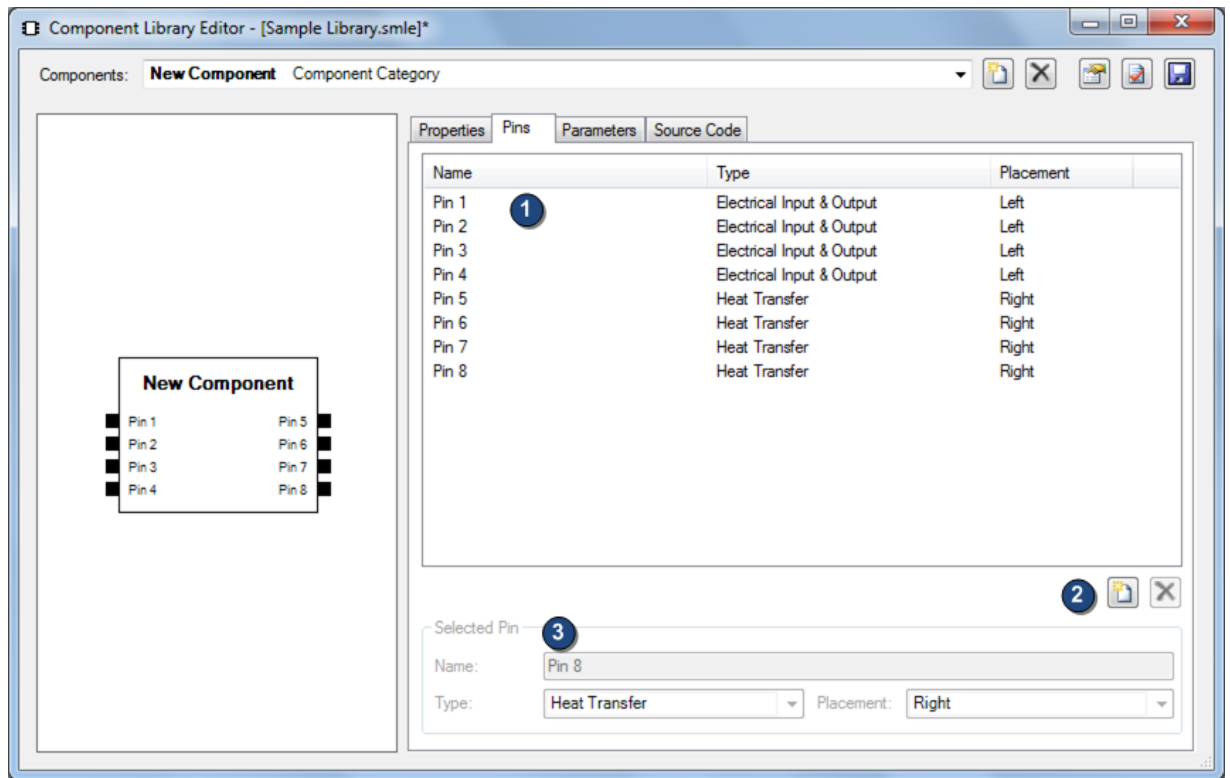 Component Library Editor - [Sample Library.smle]*
Components: New Component Component Category
Properties Pins Parameters Source Code
Name Type Placement
Pin 1 Electrical Input & Output Left
1
Pin 2 Electrical Input & Output Left
Pin 3 Electrical Input & Output Left
Pin 4 Electrical Input & Output Left
Pin 5 Heat Transfer Right
Pin 6 Heat Transfer Right
Pin 7 Heat Transfer Right
Pin 8 Heat Transfer Right
New Component
Pin 1 Pin 5
Pin 2 Pin 6
Pin 3 Pin 7
Pin 4 Pin 8
2
Selected Pin
3
Name: Pin 8
Type: Heat Transfer Placement: Right